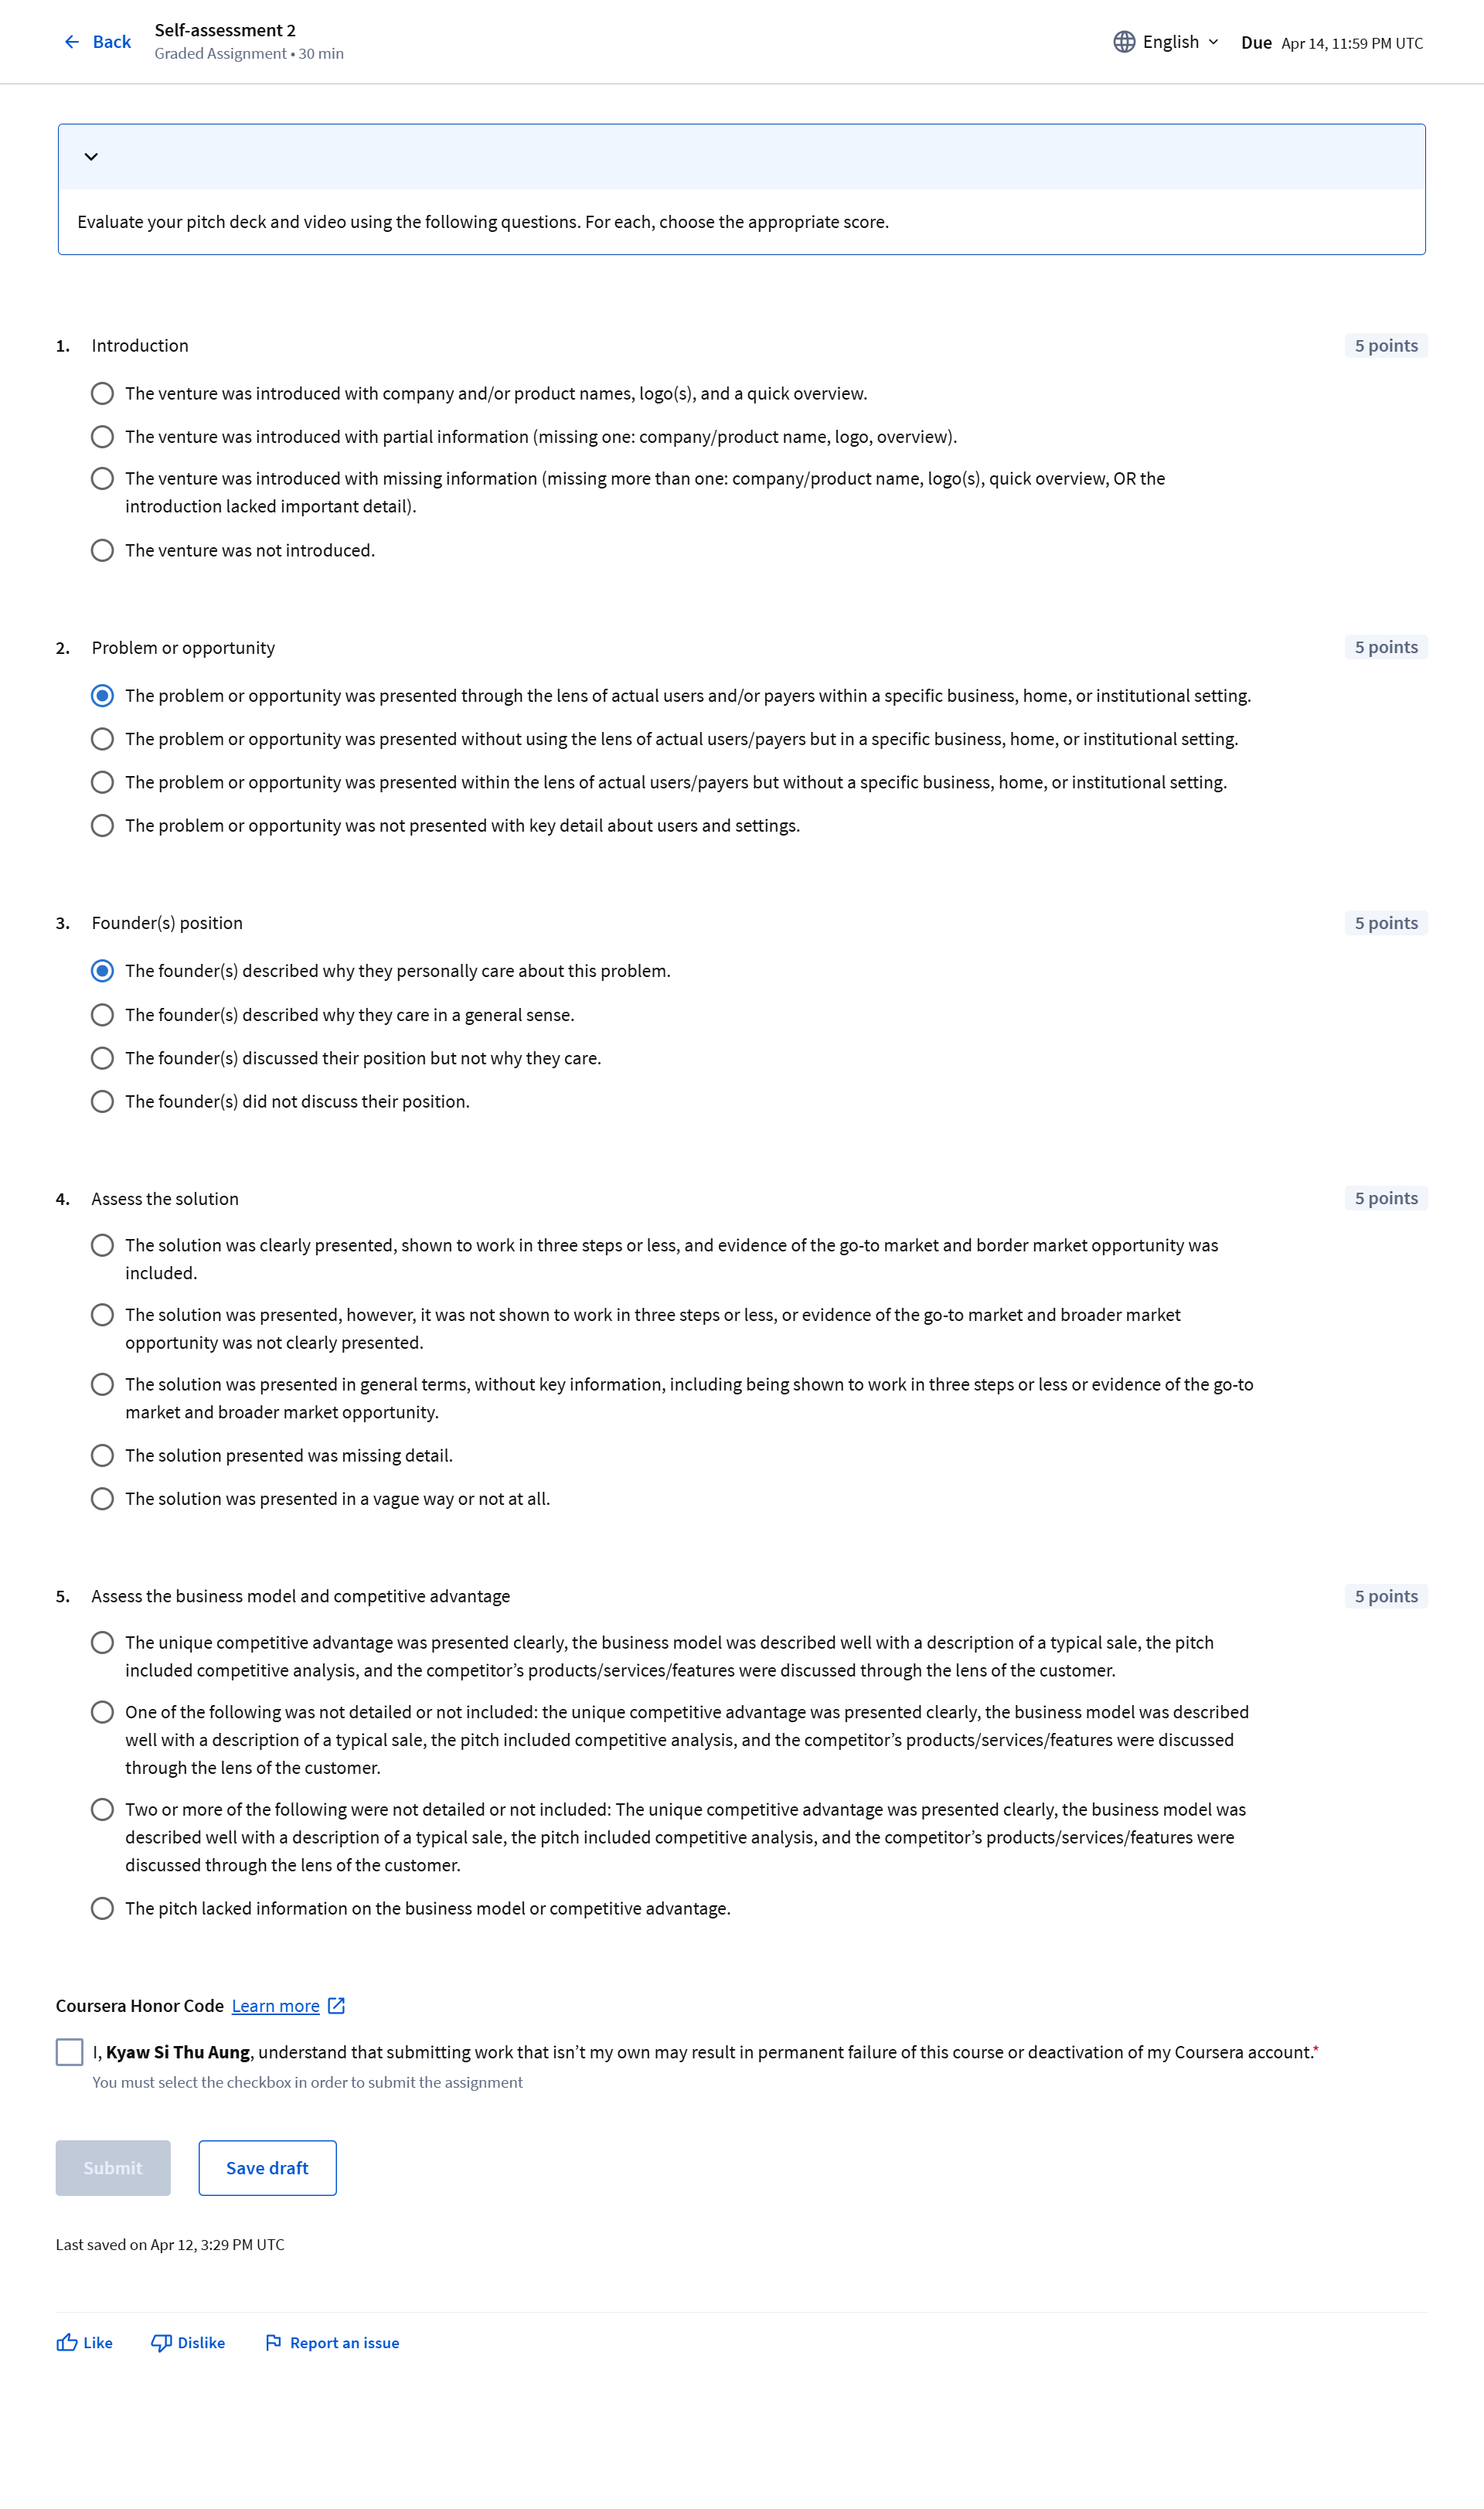 Back
Self-assessment 2
Graded Assignment • 30 min
English
Due Apr 14, 11:59 PM UTC
Evaluate your pitch deck and video using the following questions. For each, choose the appropriate score.
1. Introduction
5 points
The venture was introduced with company and/or product names, logo(s), and a quick overview.
The venture was introduced with partial information (missing one: company/product name, logo, overview).
The venture was introduced with missing information (missing more than one: company/product name, logo(s), quick overview, OR the
introduction lacked important detail).
The venture was not introduced.
2. Problem or opportunity
5 points
The problem or opportunity was presented through the lens of actual users and/or payers within a specific business, home, or institutional setting.
The problem or opportunity was presented without using the lens of actual users/payers but in a specific business, home, or institutional setting.
The problem or opportunity was presented within the lens of actual users/payers but without a specific business, home, or institutional setting.
The problem or opportunity was not presented with key detail about users and settings.
3. Founder(s) position
5 points
The founder(s) described why they personally care about this problem.
The founder(s) described why they care in a general sense.
The founder(s) discussed their position but not why they care.
The founder(s) did not discuss their position.
4. Assess the solution
5 points
The solution was clearly presented, shown to work in three steps or less, and evidence of the go-to market and border market opportunity was
included.
The solution was presented, however, it was not shown to work in three steps or less, or evidence of the go-to market and broader market
opportunity was not clearly presented.
The solution was presented in general terms, without key information, including being shown to work in three steps or less or evidence of the go-to
market and broader market opportunity.
The solution presented was missing detail.
The solution was presented in a vague way or not at all.
5. Assess the business model and competitive advantage
5 points
The unique competitive advantage was presented clearly, the business model was described well with a description of a typical sale, the pitch
included competitive analysis, and the competitor’s products/services/features were discussed through the lens of the customer.
One of the following was not detailed or not included: the unique competitive advantage was presented clearly, the business model was described
well with a description of a typical sale, the pitch included competitive analysis, and the competitor’s products/services/features were discussed
through the lens of the customer.
Two or more of the following were not detailed or not included: The unique competitive advantage was presented clearly, the business model was
described well with a description of a typical sale, the pitch included competitive analysis, and the competitor’s products/services/features were
discussed through the lens of the customer.
The pitch lacked information on the business model or competitive advantage.
Coursera Honor Code Learn more
I, Kyaw Si Thu Aung, understand that submitting work that isn’t my own may result in permanent failure of this course or deactivation of my Coursera account.*
You must select the checkbox in order to submit the assignment
Submit
Save draft
Last saved on Apr 12, 3:29 PM UTC
Like
Dislike
Report an issue